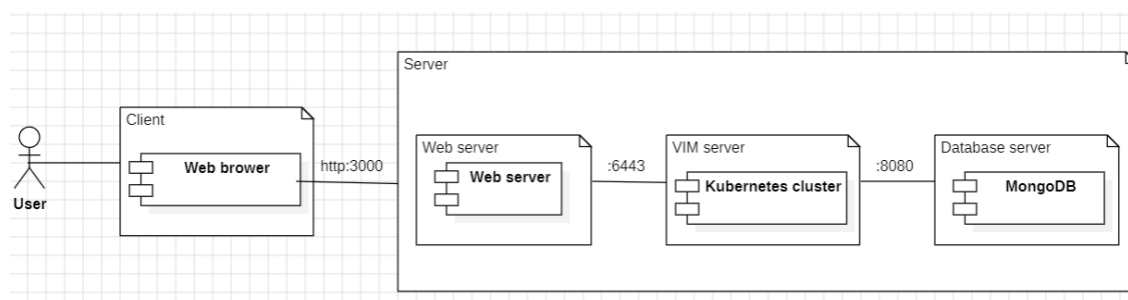 Server
Client
Web brower
http:3000
User
Web server
Web server
:6443
VIM server
Kubernetes cluster
:8080
Database server
MongoDB